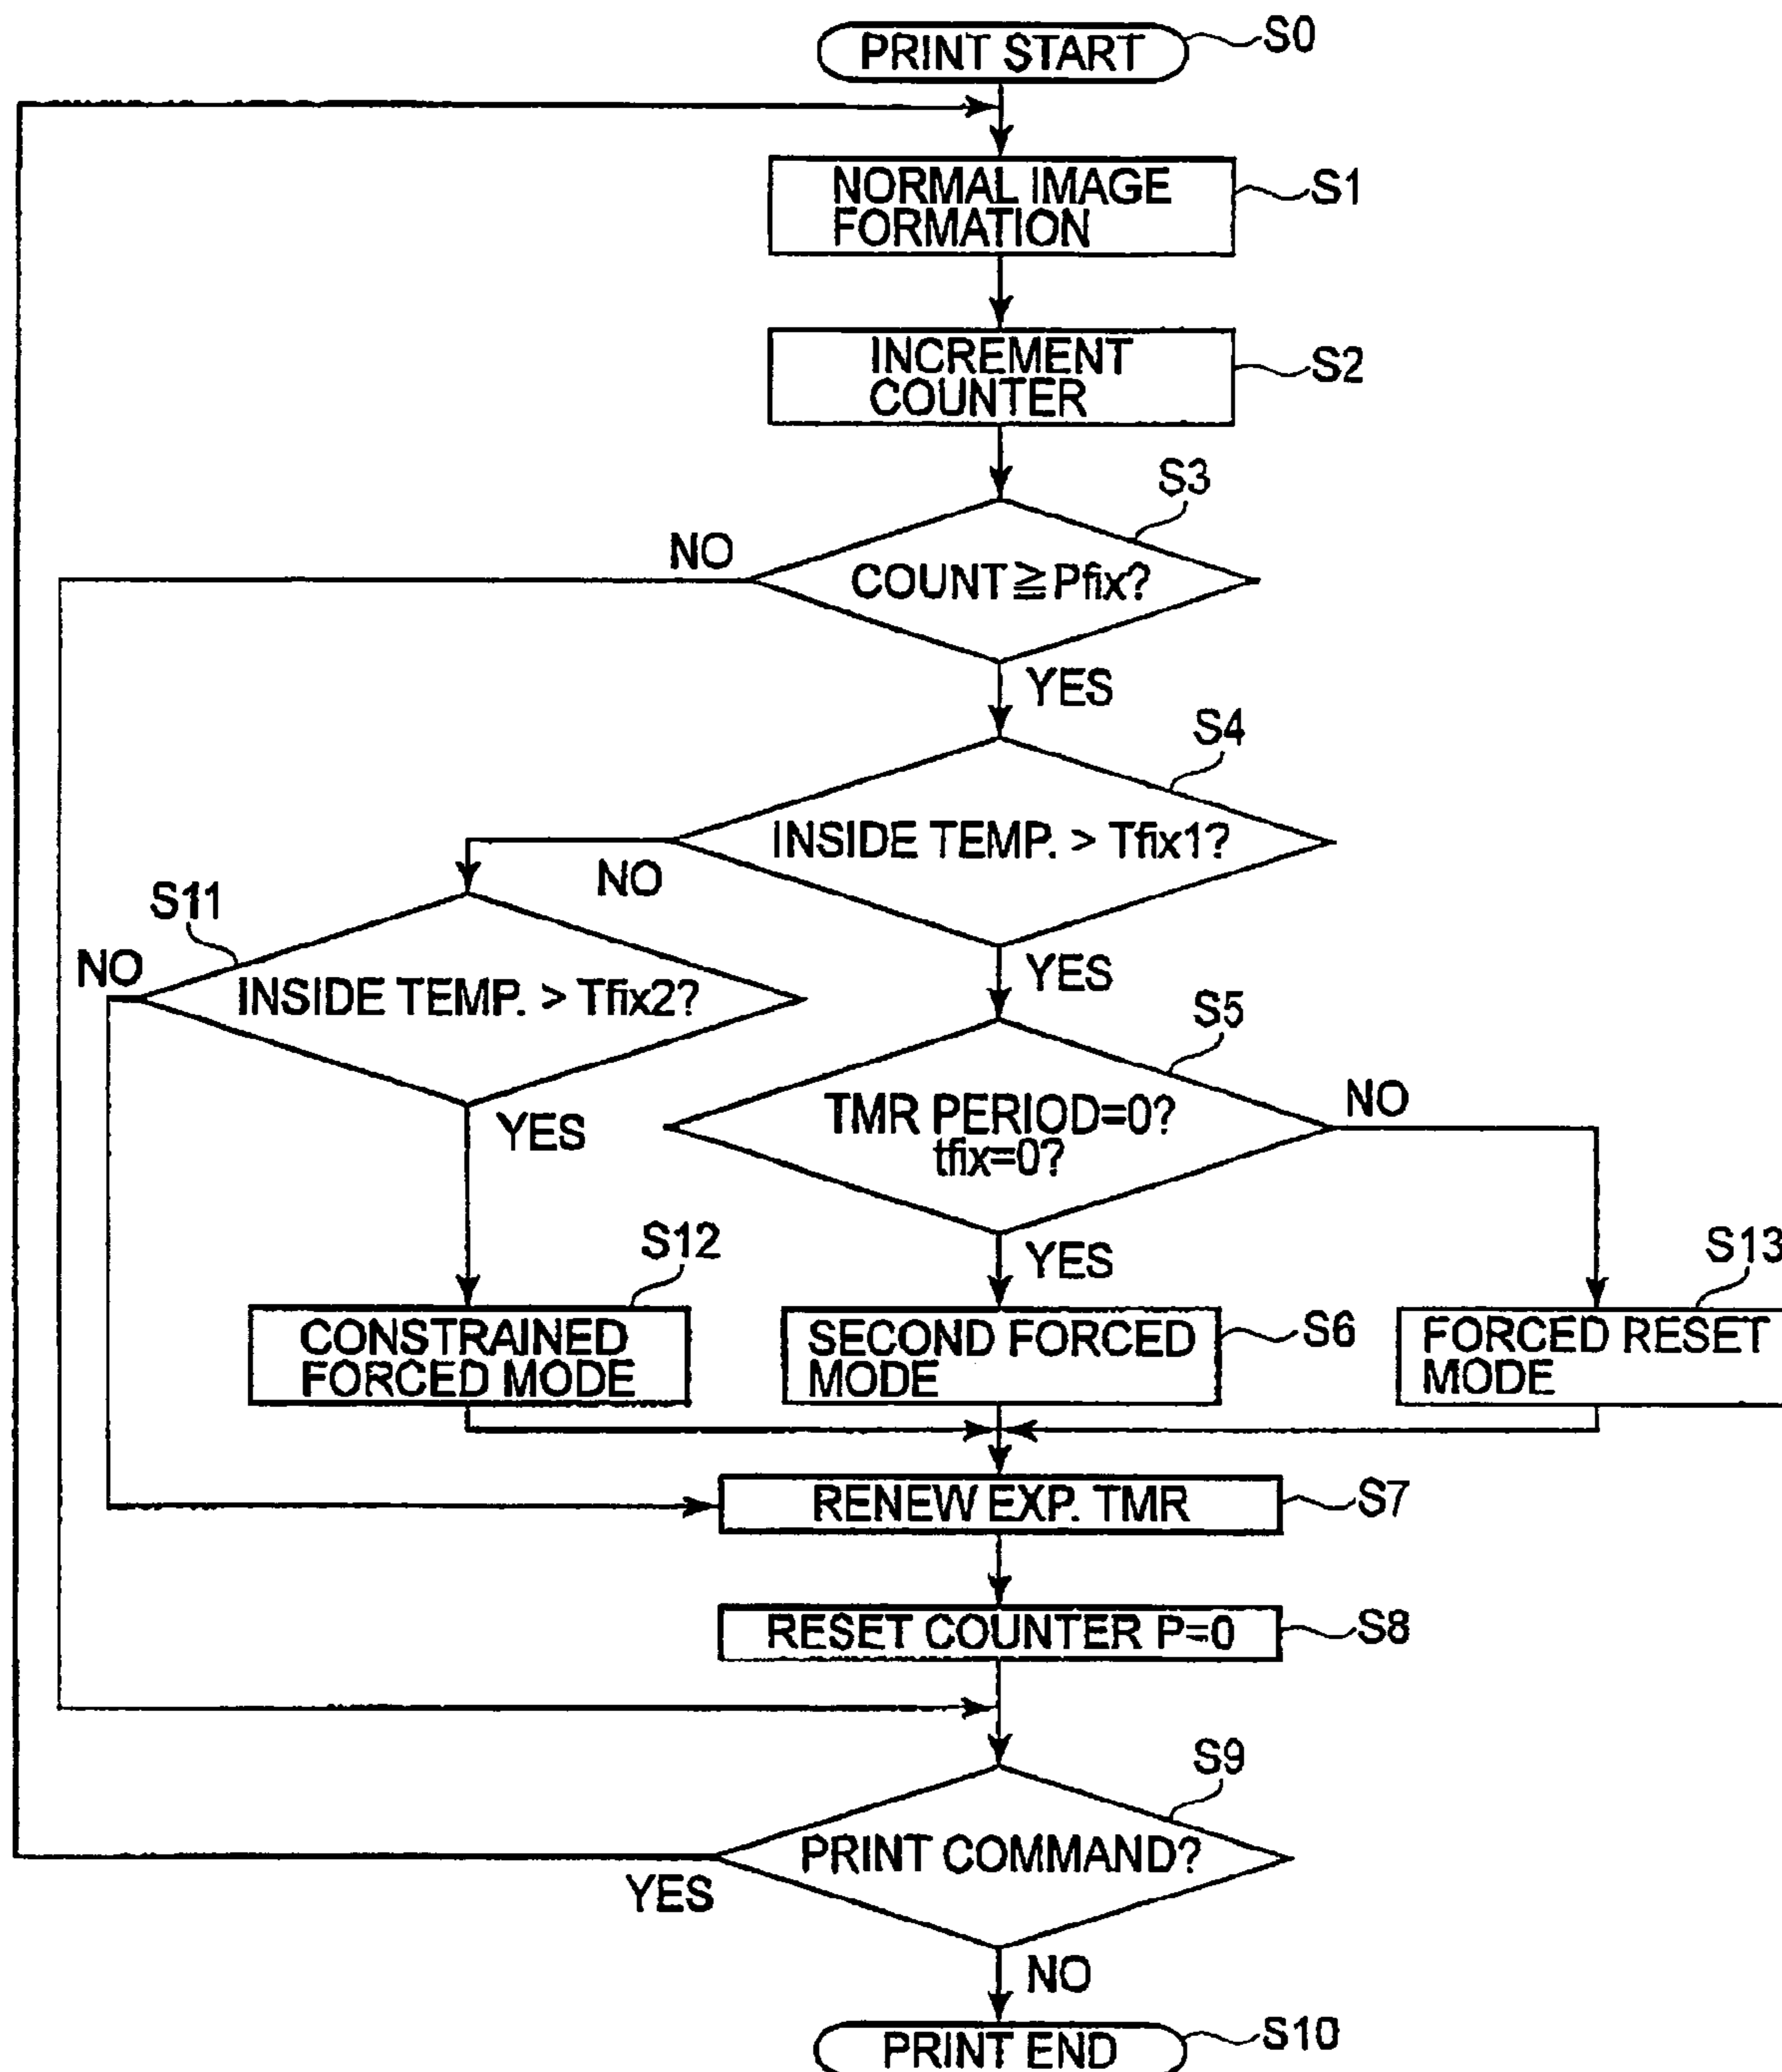 PRINT START
S0
NORMAL IMAGE
FORMATION
S1
INCREMENT
COUNTER
S2
S3
NO
COUNT≧Pfix?
YES
S4
INSIDE TEMP. > Tfix1?
NO
S11
NO
YES
INSIDE TEMP. > Tfix2?
S5
TMR PERIOD=0?
tfix=0?
NO
YES
S12
YES
S13
CONSTRAINED
FORCED MODE
SECOND FORCED
MODE
S6
FORCED RESET
MODE
RENEW EXP. TMR
S7
RESET COUNTER P=0
S8
S9
PRINT COMMAND?
YES
NO
PRINT END
S10